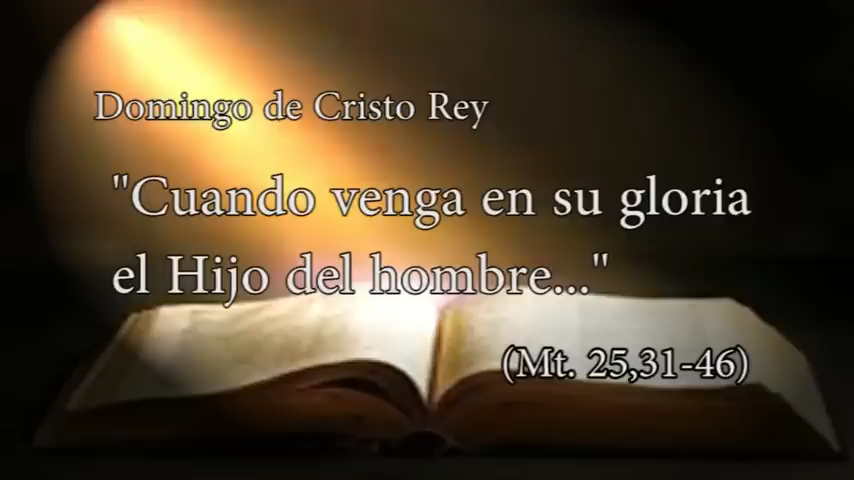 Domingo de Cristo Rey
"Cuando venga en su gloria
el Hijo del hombre..."
(Mt. 25,31-46)